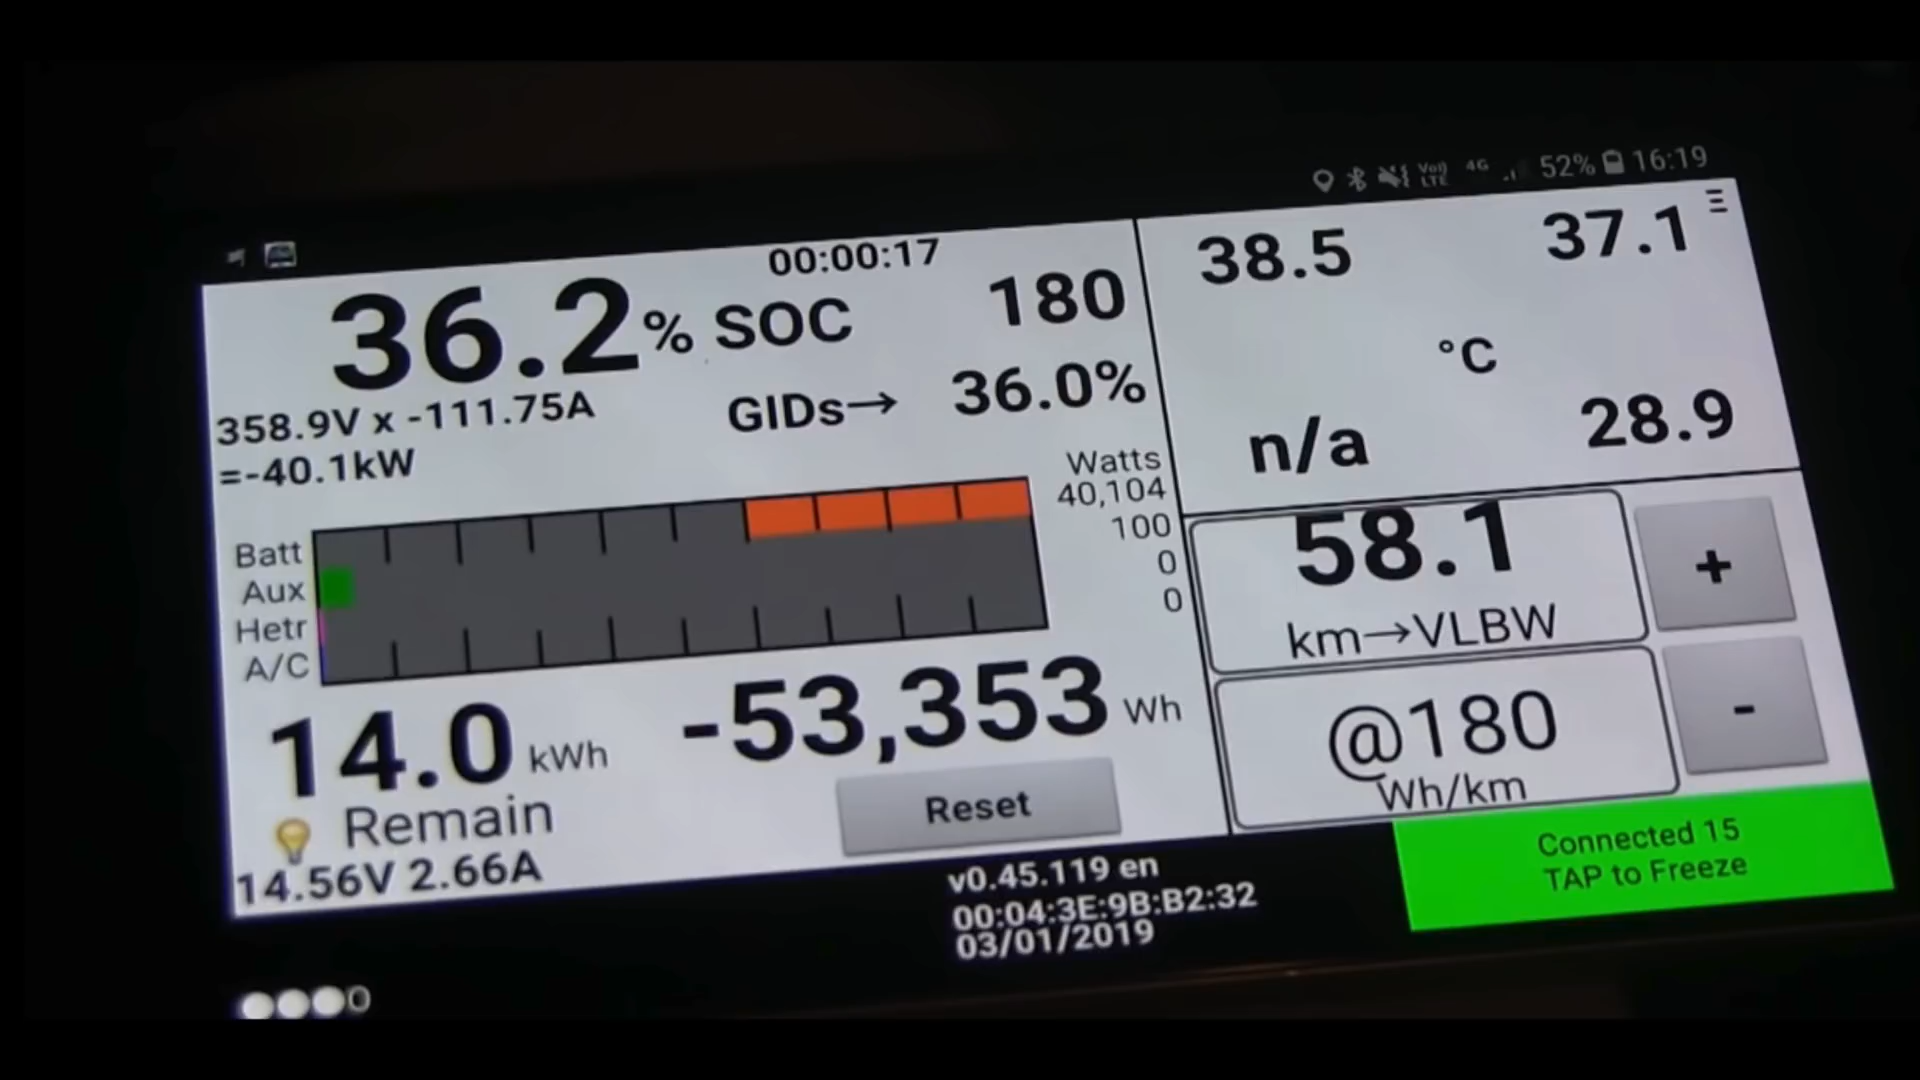 4G 52% 16:19
00:00:17
36.2% SOC 180
358.9V x -111.75A
GIDs→ 36.0%
=-40.1kW
Watts
Batt 40,104
Aux 100
Hetr 0
A/C 0
14.0 kWh
Remain
-53,353 Wh
Reset
14.56V 2.66A
38.5 37.1
°C
n/a 28.9
58.1
km→VLBW
+
@180
Wh/km
-
v0.45.119 en
00:04:3E:9B:B2:32
03/01/2019
Connected 15
TAP to Freeze